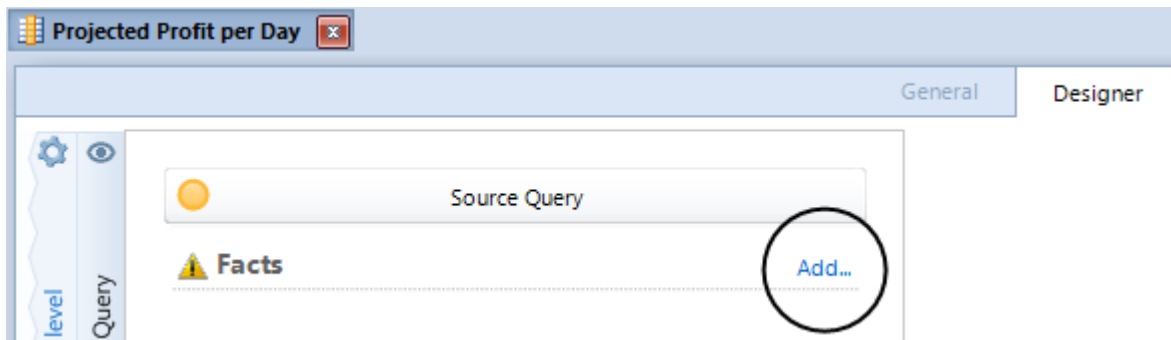 Projected Profit per Day
General
Designer
Source Query
Facts
Add...
level
Query